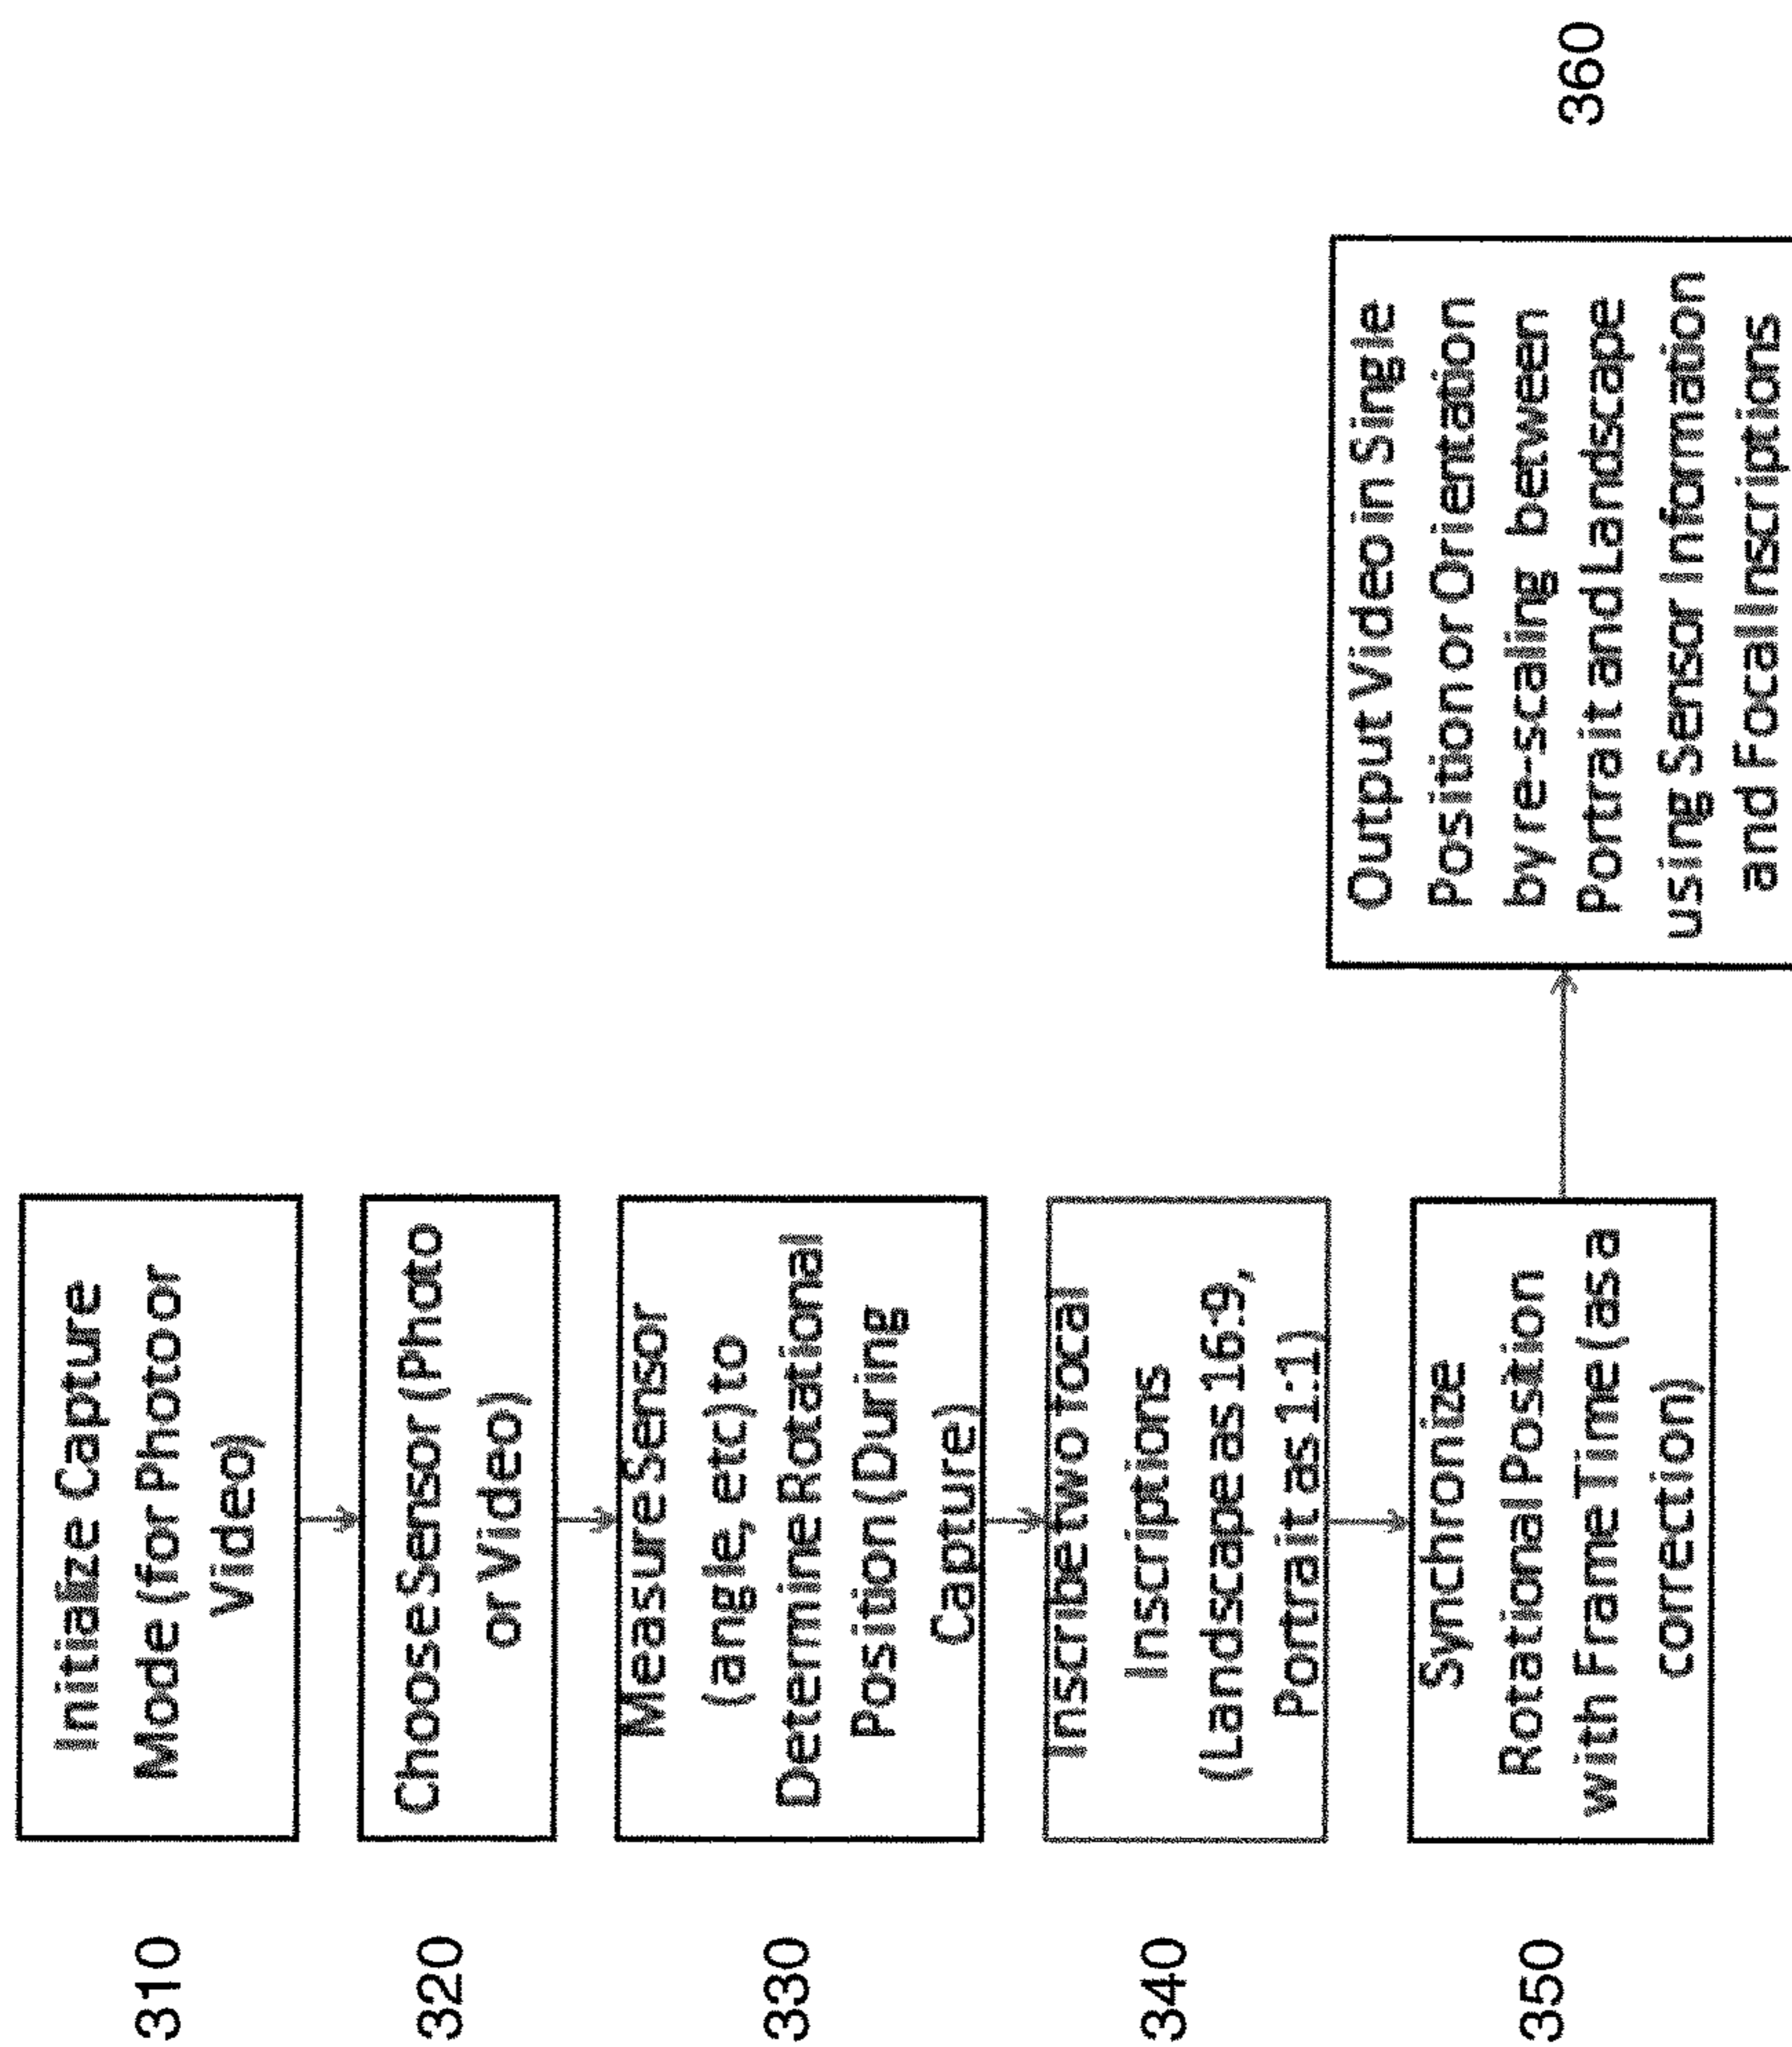 310
Initialize Capture
Mode (for Photo or
Video)
320
Choose Sensor (Photo
or Video)
330
Measure Sensor
(angle, etc) to
Determine Rotational
Position (During
Capture)
340
Inscribe two focal
Inscriptions
(Landscape as 16:9,
Portrait as 1:1)
350
Synchronize
Rotational Position
with Frame Time (as a
correction)
Output Video in Single
Position or Orientation
by re-scaling between
Portrait and Landscape
using Sensor Information
and Focal Inscriptions
360